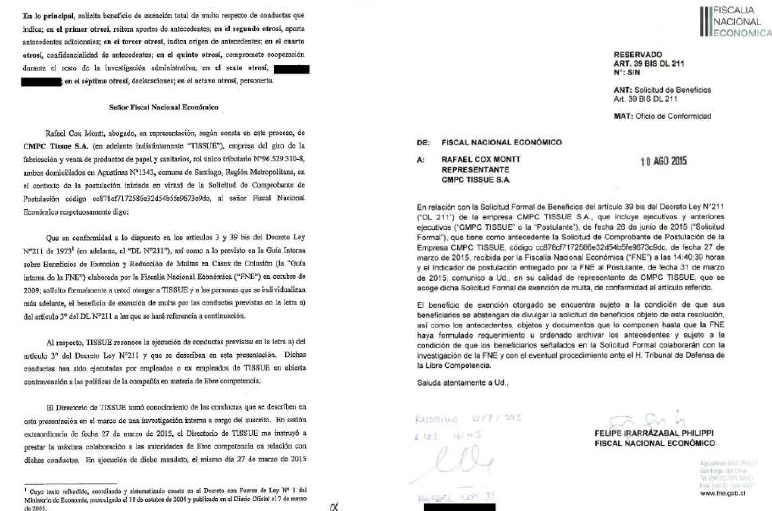 En lo principal, solicita beneficio de exención total de multa respecto de conductas que
indica; en el primer otrosí, reitera aportes de antecedentes; en el segundo otrosí, aporta
antecedentes adicionales; en el tercer otrosí, indica origen de antecedentes; en el cuarto
otrosí, confidencialidad de antecedentes; en el quinto otrosí, compromete cooperación
durante el resto de la investigación administrativa; en el sexto otrosí,
; en el séptimo otrosí, declaraciones; en el octavo otrosí, personería.
Señor Fiscal Nacional Económico
Rafael Cox Montt, abogado, en representación, según consta en este proceso, de
CMPC Tissue S.A. (en adelante indistintamente "TISSUE"), empresa del giro de la
fabricación y venta de productos de papel y sanitarios, rol único tributario N°96.529.310-8,
ambos domiciliados en Agustinas N°1343, comuna de Santiago, Región Metropolitana, en
el contexto de la postulación iniciada en virtud de la Solicitud de Comprobante de
Postulación código cc871cf7172586e32d54b5fe9673c9dc, al señor Fiscal Nacional
Económico respetuosamente digo:
Que en conformidad a lo dispuesto en los artículos 3 y 39 bis del Decreto Ley
N°211 de 1973¹ (en adelante, el "DL N°211"), así como a lo previsto en la Guía Interna
sobre Beneficios de Exención y Reducción de Multas en Casos de Colusión (la "Guía
Interna de la FNE") elaborada por la Fiscalía Nacional Económica ("FNE") en octubre de
2009; solicito formalmente a usted otorgar a TISSUE y a las personas que se individualizan
más adelante, el beneficio de exención de multa por las conductas previstas en la letra a)
del artículo 3° del DL N°211 a las que se hará referencia a continuación.
Al respecto, TISSUE reconoce la ejecución de conductas previstas en la letra a) del
artículo 3° del Decreto Ley N°211 y que se describen en esta presentación. Dichas
conductas han sido ejecutadas por empleados o ex empleados de TISSUE en abierta
contravención a las políticas de la compañía en materia de libre competencia;
El Directorio de TISSUE tomó conocimiento de las conductas que se describen en
esta presentación en el marco de una investigación interna a cargo del suscrito. En sesión
extraordinaria de fecha 27 de marzo de 2015, el Directorio de TISSUE me instruyó a
prestar la máxima colaboración a las autoridades de libre competencia en relación con
dichas conductas. En ejecución de dicho mandato, el mismo día 27 de marzo de 2015
¹ Cuyo texto refundido, coordinado y sistematizado consta en el Decreto con Fuerza de Ley N° 1 del
Ministerio de Economía, promulgado el 18 de octubre de 2004 y publicado en el Diario Oficial el 7 de marzo
de 2005.
FISCALIA
NACIONAL
ECONOMICA
RESERVADO
ART. 39 BIS DL 211
N°: S/N
ANT: Solicitud de Beneficios
Art. 39 BIS DL 211
MAT: Oficio de Conformidad
DE: FISCAL NACIONAL ECONÓMICO
A: RAFAEL COX MONTT
REPRESENTANTE
CMPC TISSUE S.A.
10 AGO 2015
En relación con la Solicitud Formal de Beneficios del artículo 39 bis del Decreto Ley N°211
("DL 211") de la empresa CMPC TISSUE S.A., que incluye ejecutivos y anteriores
ejecutivos ("CMPC TISSUE" o la "Postulante"), de fecha 26 de junio de 2015 ("Solicitud
Formal"), que tiene como antecedente la Solicitud de Comprobante de Postulación de la
Empresa CMPC TISSUE, código cc878cf7172586e32d54b5fe9673c9dc, de fecha 27 de
marzo de 2015, recibida por la Fiscalía Nacional Económica ("FNE") a las 14:40:39 horas
y el Indicador de postulación entregado por la FNE al Postulante, de fecha 31 de marzo
de 2015, comunico a Ud., en su calidad de representante de CMPC TISSUE, que se
acoge dicha Solicitud Formal de exención de multa, de conformidad al artículo referido.
El beneficio de exención otorgado se encuentra sujeto a la condición de que sus
beneficiarios se abstengan de divulgar la solicitud de beneficios objeto de esta resolución,
así como los antecedentes, objetos y documentos que lo componen hasta que la FNE
haya formulado requerimiento u ordenado archivar los antecedentes y sujeto a la
condición de que los beneficiarios señalados en la Solicitud Formal colaborarán con la
investigación de la FNE y con el eventual procedimiento ante el H. Tribunal de Defensa de
la Libre Competencia.
Saluda atentamente a Ud.,
FELIPE IRARRÁZABAL PHILIPPI
FISCAL NACIONAL ECONÓMICO
www.fne.gob.cl